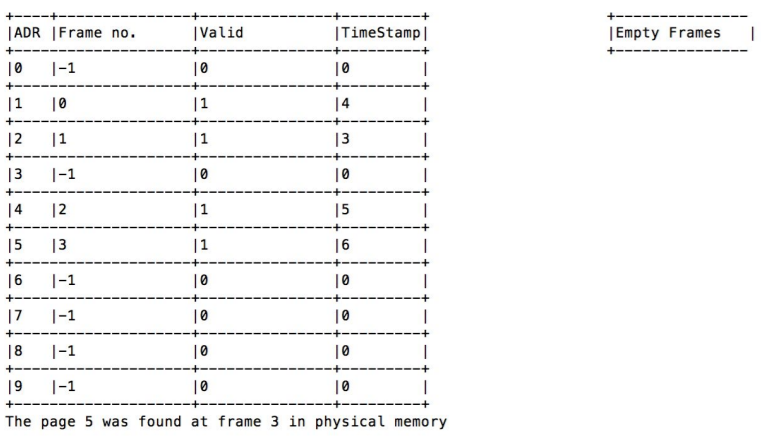 +----+----------------+----------------+----------+ +----------------
|ADR |Frame no. |Valid |TimeStamp| |Empty Frames |
+-----------------------+----------------+----------+ +----------------
|0 |-1 |0 |0 |
+-----------------------+----------------+----------+
|1 |0 |1 |4 |
+-----------------------+----------------+----------+
|2 |1 |1 |3 |
+-----------------------+----------------+----------+
|3 |-1 |0 |0 |
+-----------------------+----------------+----------+
|4 |2 |1 |5 |
+-----------------------+----------------+----------+
|5 |3 |1 |6 |
+-----------------------+----------------+----------+
|6 |-1 |0 |0 |
+-----------------------+----------------+----------+
|7 |-1 |0 |0 |
+-----------------------+----------------+----------+
|8 |-1 |0 |0 |
+-----------------------+----------------+----------+
|9 |-1 |0 |0 |
+-----------------------+----------------+----------+
The page 5 was found at frame 3 in physical memory